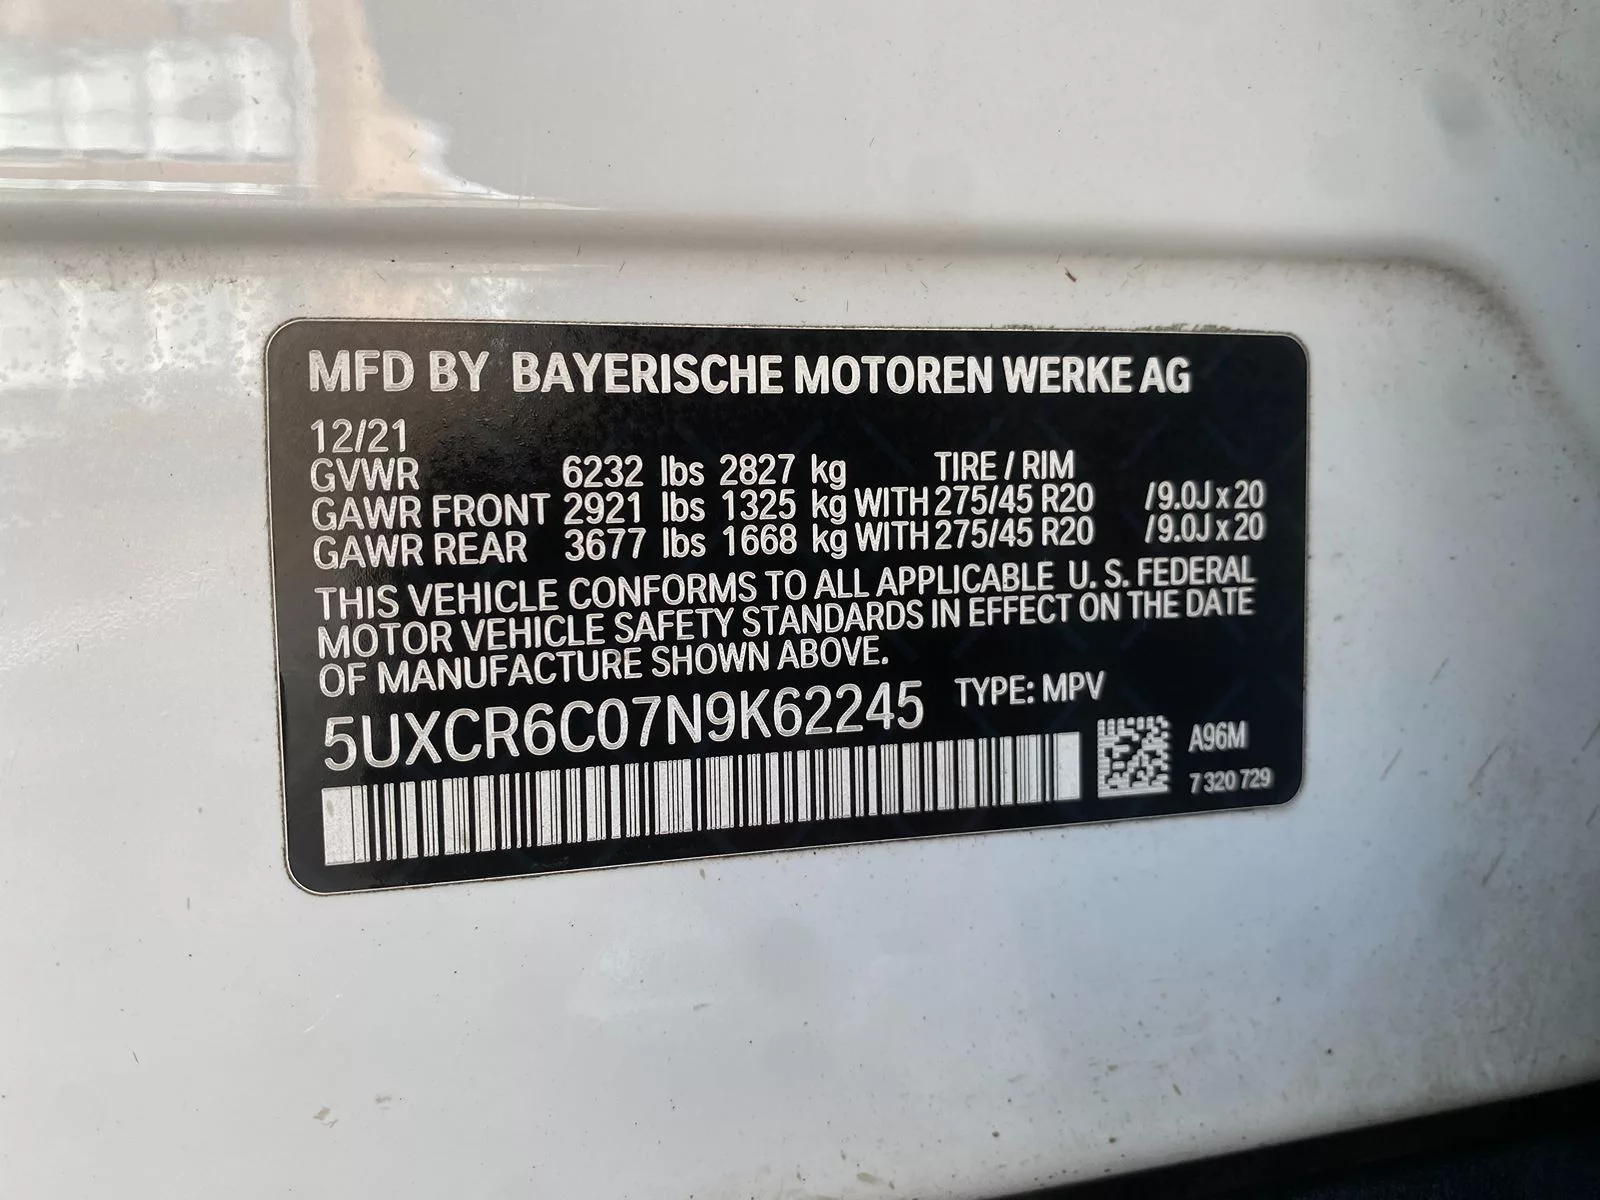 MFD BY BAYERISCHE MOTOREN WERKE AG
12/21
GVWR 6232 lbs 2827 kg TIRE / RIM
GAWR FRONT 2921 lbs 1325 kg WITH 275/45 R20 /9.0J x 20
GAWR REAR 3677 lbs 1668 kg WITH 275/45 R20 /9.0J x 20
THIS VEHICLE CONFORMS TO ALL APPLICABLE U. S. FEDERAL
MOTOR VEHICLE SAFETY STANDARDS IN EFFECT ON THE DATE
OF MANUFACTURE SHOWN ABOVE.
5UXCR6C07N9K62245 TYPE: MPV
A96M
7 320 729